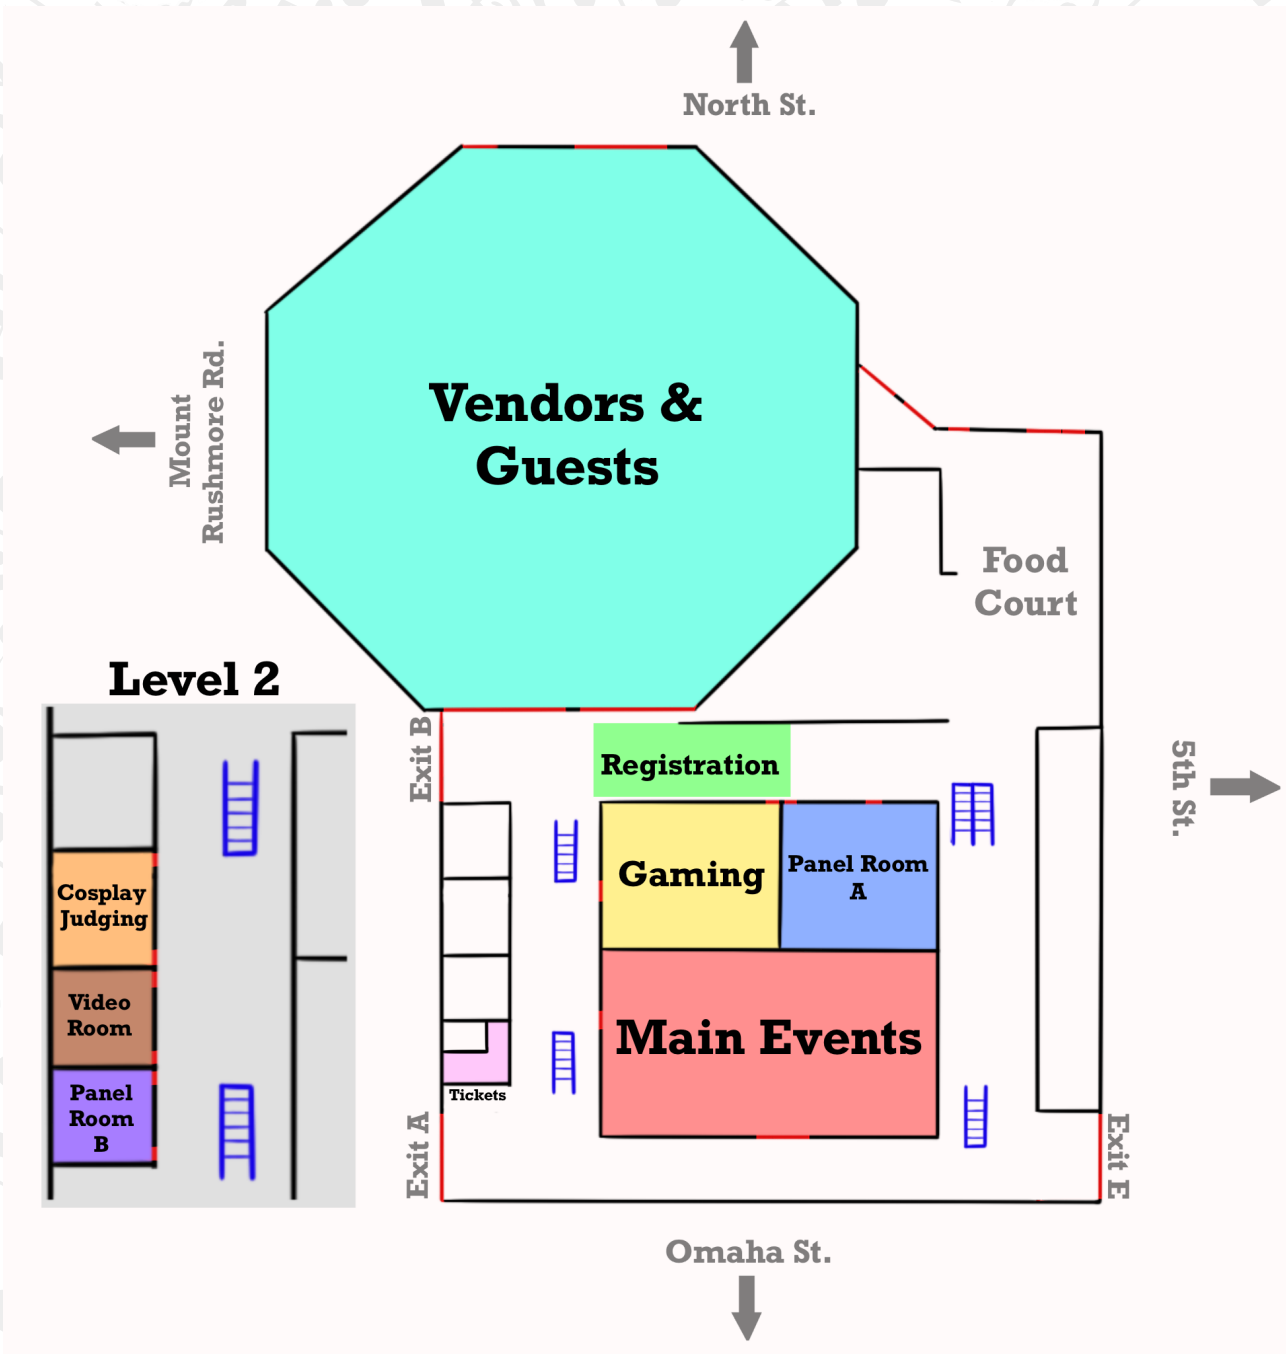 North St.
Vendors &
Guests
Mount
Rushmore Rd.
Food
Court
Level 2
Exit B
Registration
5th St.
Gaming
Panel Room
A
Cosplay
Judging
Video
Room
Main Events
Panel
Room
B
Tickets
Exit A
Exit E
Omaha St.